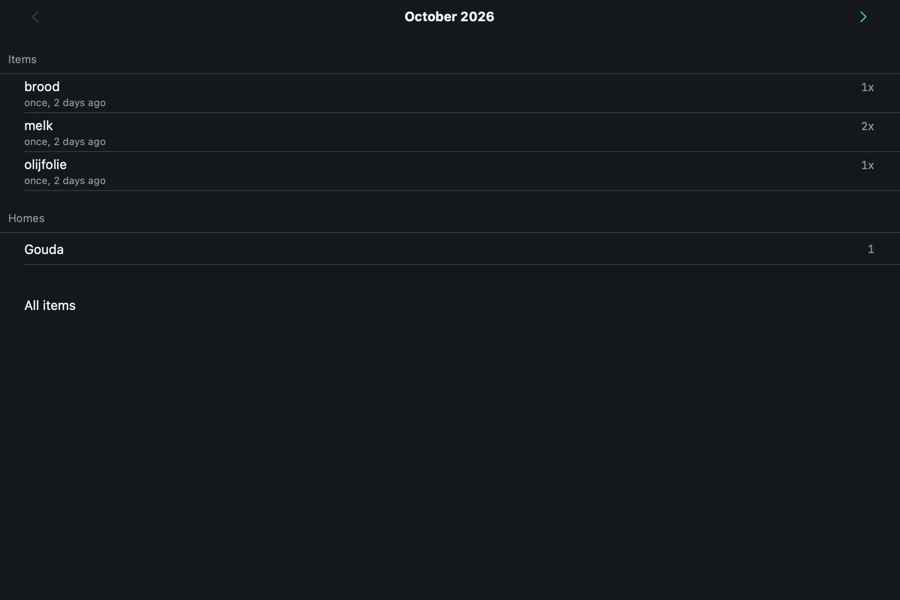 October 2026
Items
brood
1x
once, 2 days ago
melk
2x
once, 2 days ago
olijfolie
1x
once, 2 days ago
Homes
Gouda
1
All items